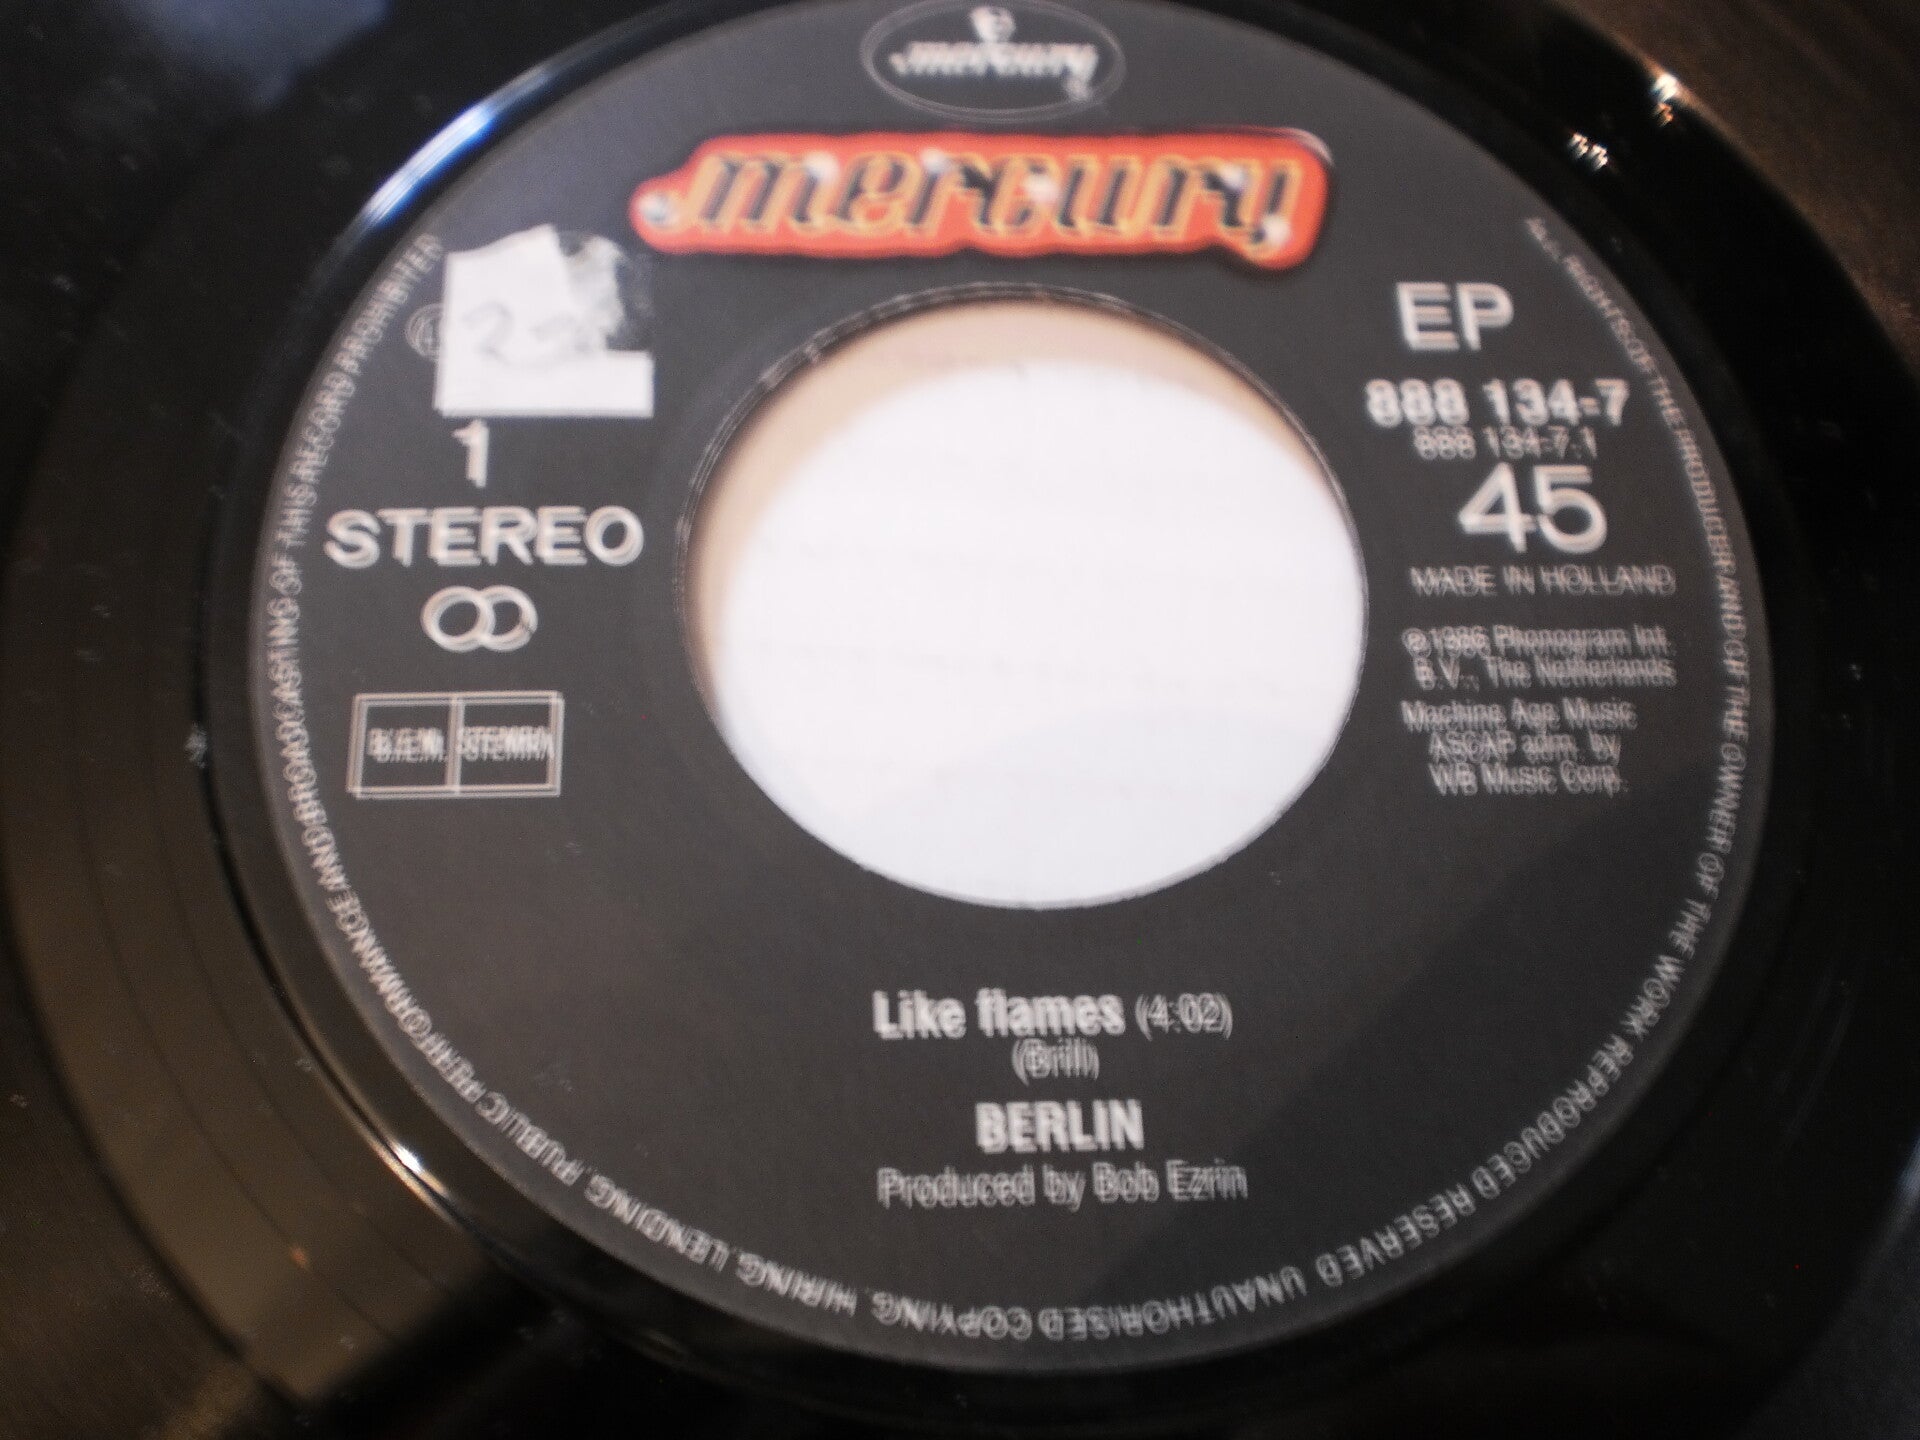 mercury
mercury
EP
888 134-7
888 134-7.1
45
MADE IN HOLLAND
℗ 1986 Phonogram Int.
B.V., The Netherlands
Machine Age Music
ASCAP adm. by
WB Music Corp.
22
1
STEREO
B.I.E.M. STEMRA
Like flames (4:02)
(Brill)
BERLIN
Produced by Bob Ezrin
ALL RIGHTS OF THE PRODUCER AND OF THE OWNER OF THE WORK REPRODUCED RESERVED UNAUTHORISED COPYING, HIRING, LENDING, PUBLIC PERFORMANCE AND BROADCASTING OF THIS RECORD PROHIBITED